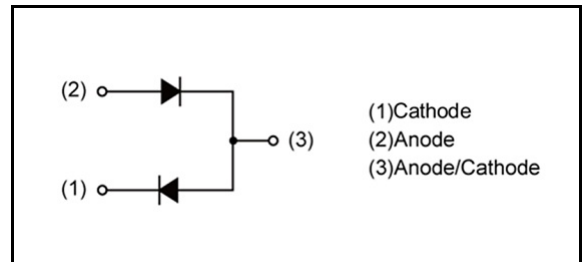 (2)
(3)
(1)
(1)Cathode
(2)Anode
(3)Anode/Cathode